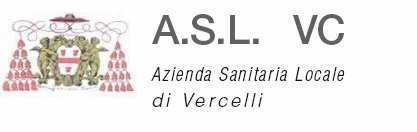 A.S.L. VC
Azienda Sanitaria Locale
di Vercelli